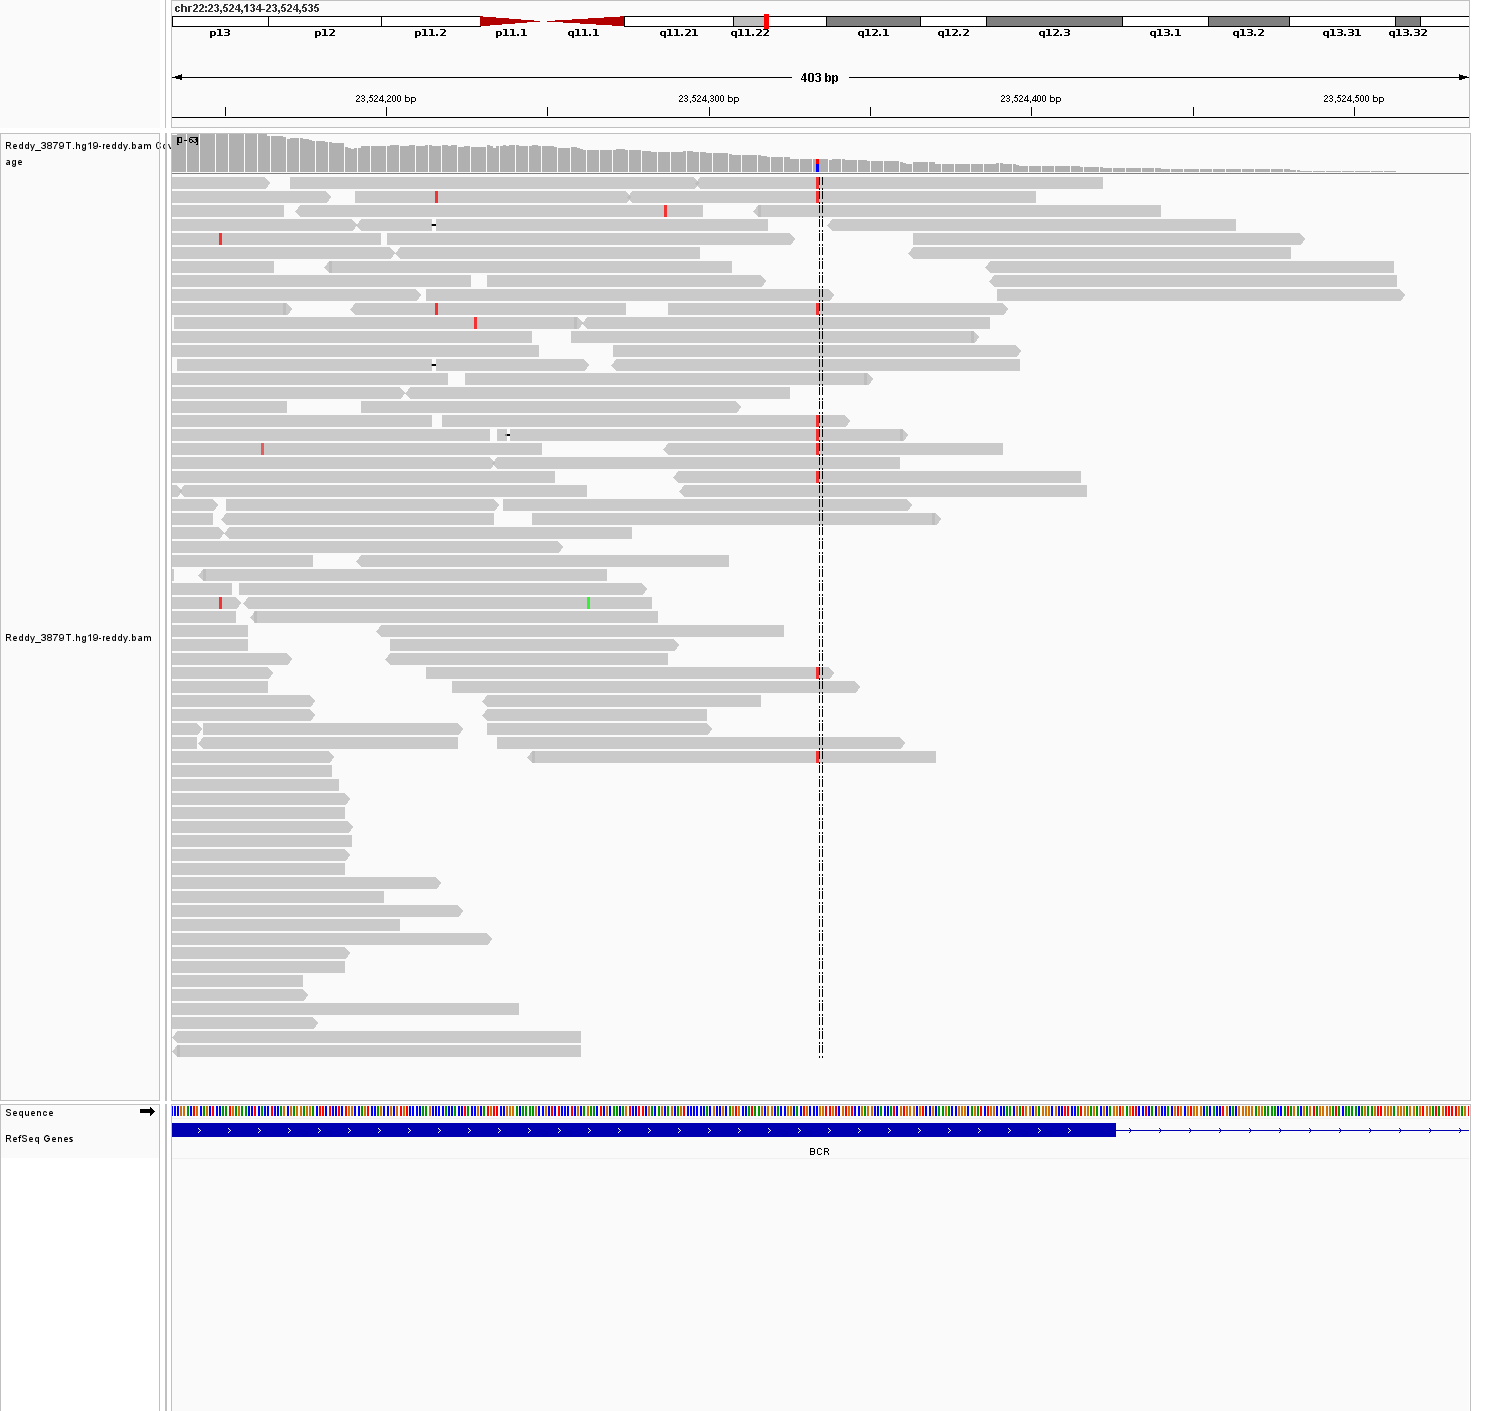 chr22:23,524,134-23,524,535
p13 p12 p11.2 p11.1 q11.1 q11.21 q11.22 q12.1 q12.2 q12.3 q13.1 q13.2 q13.31 q13.32
403 bp
23,524,200 bp 23,524,300 bp 23,524,400 bp 23,524,500 bp
Reddy_3879T.hg19-reddy.bam Cov
age
[0-63]
Reddy_3879T.hg19-reddy.bam
Sequence
RefSeq Genes
BCR